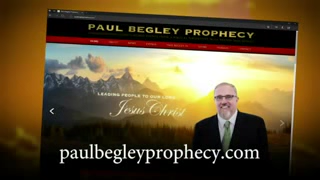 PAUL BEGLEY PROPHECY
LEADING PEOPLE TO OUR LORD
Jesus Christ
paulbegleyprophecy.com